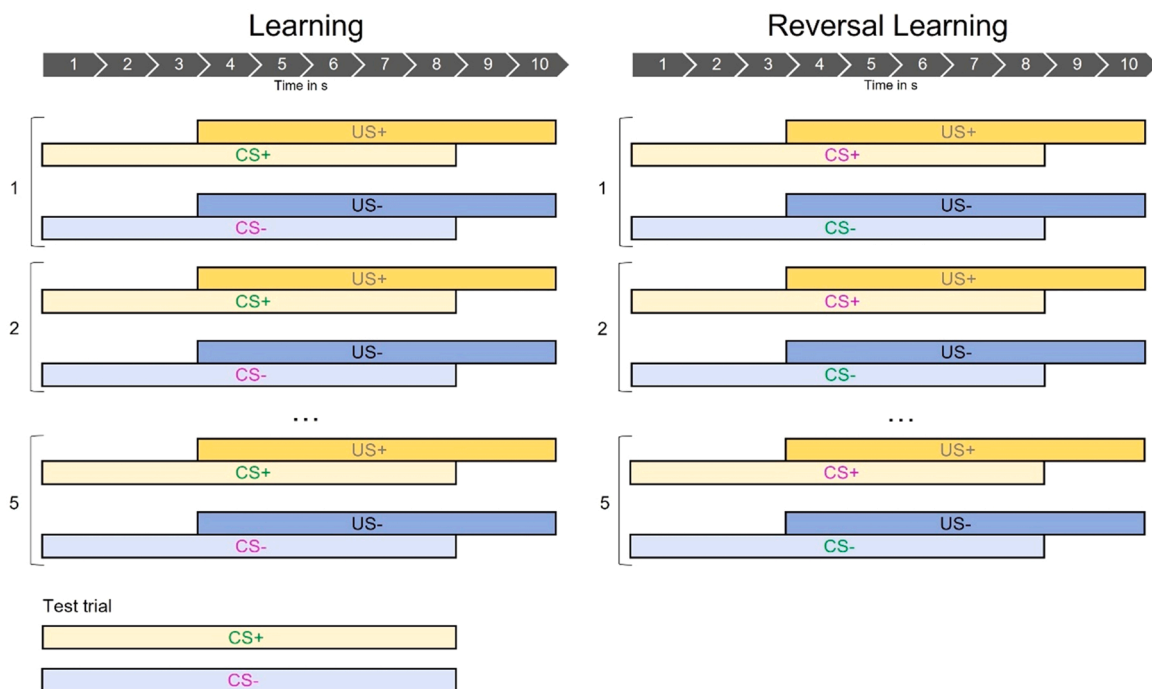 Learning
Reversal Learning
1 2 3 4 5 6 7 8 9 10
1 2 3 4 5 6 7 8 9 10
Time in s
Time in s
US+
US+
CS+
CS+
1
1
US-
US-
CS-
CS-
US+
US+
CS+
CS+
2
2
US-
US-
CS-
CS-
...
...
US+
US+
CS+
CS+
5
5
US-
US-
CS-
CS-
Test trial
CS+
CS-